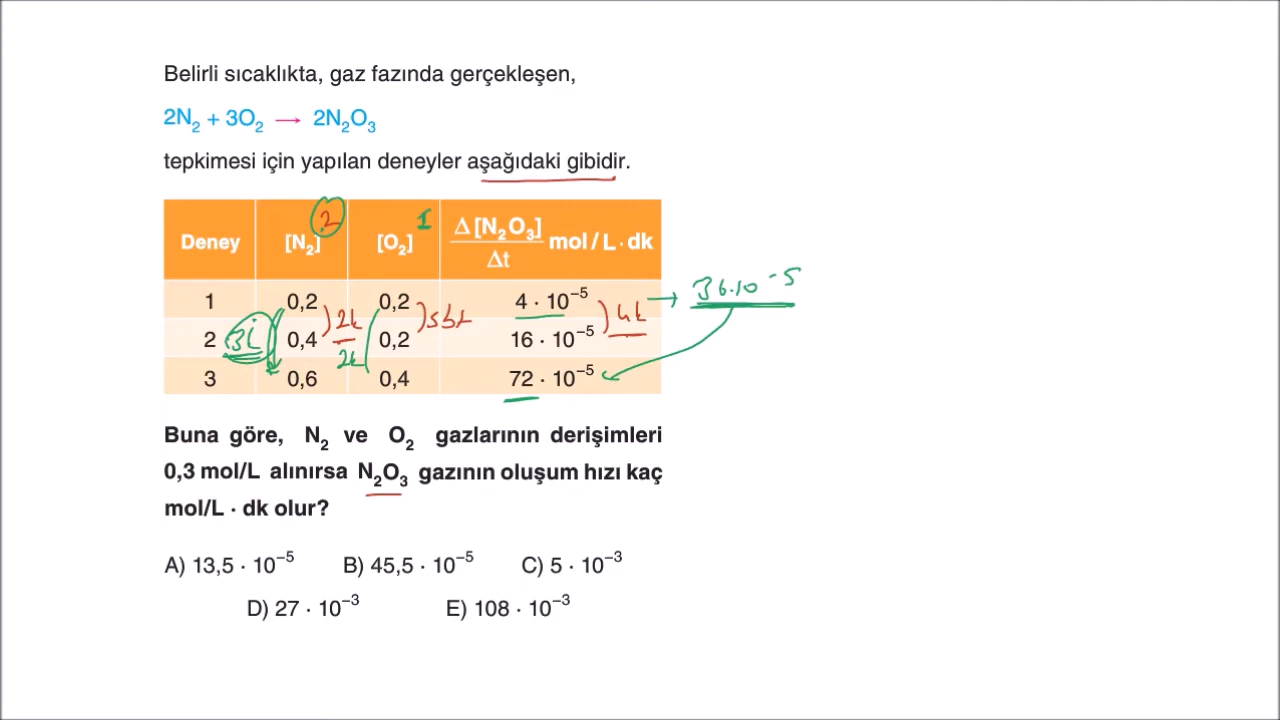 Belirli sıcaklıkta, gaz fazında gerçekleşen,
2N₂ + 3O₂ → 2N₂O₃
tepkimesi için yapılan deneyler aşağıdaki gibidir.
2 1
Deney [N₂] [O₂] Δ[N₂O₃]/Δt mol / L · dk
1 0,2 0,2 4 · 10⁻⁵ → 36.10⁻⁵
2k sbt 4k
2 3i 0,4 0,2 16 · 10⁻⁵
2k
3 0,6 0,4 72 · 10⁻⁵
Buna göre, N₂ ve O₂ gazlarının derişimleri
0,3 mol/L alınırsa N₂O₃ gazının oluşum hızı kaç
mol/L · dk olur?
A) 13,5 · 10⁻⁵ B) 45,5 · 10⁻⁵ C) 5 · 10⁻³
D) 27 · 10⁻³ E) 108 · 10⁻³